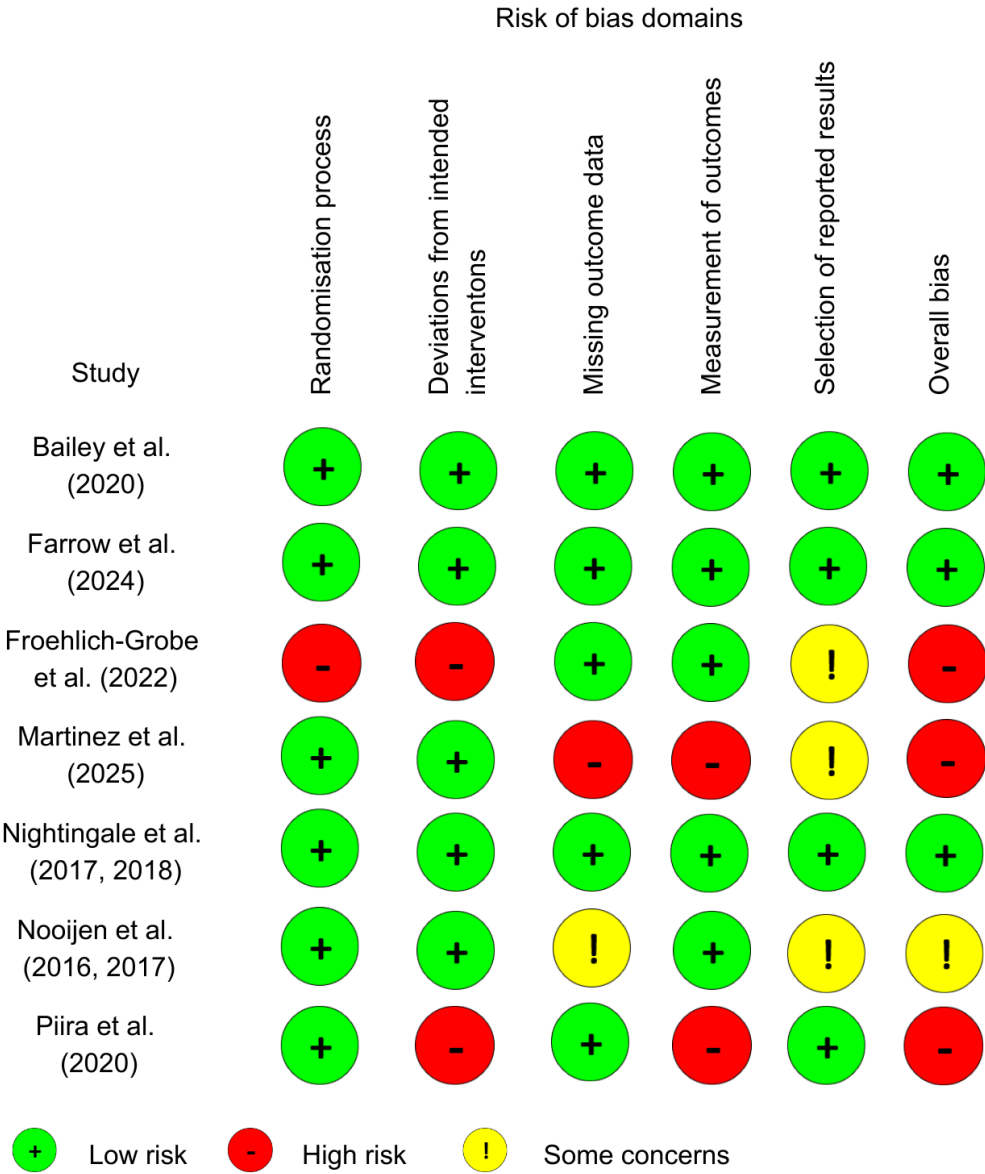 Risk of bias domains
Study
Randomisation process
Deviations from intended
interventons
Missing outcome data
Measurement of outcomes
Selection of reported results
Overall bias
Bailey et al.
(2020)
+ + + + + +
Farrow et al.
(2024)
+ + + + + +
Froehlich-Grobe
et al. (2022)
- - + + ! -
Martinez et al.
(2025)
+ + - - ! -
Nightingale et al.
(2017, 2018)
+ + + + + +
Nooijen et al.
(2016, 2017)
+ + ! + ! !
Piira et al.
(2020)
+ - + - + -
+ Low risk - High risk ! Some concerns